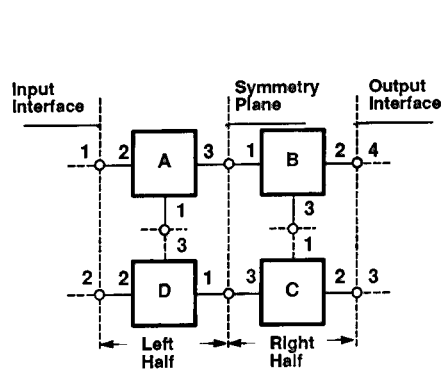 Input
Interface
Symmetry
Plane
Output
Interface
1 2 A 3 1 B 2 4
1 3
3 1
2 2 D 1 3 C 2 3
Left
Half
Right
Half